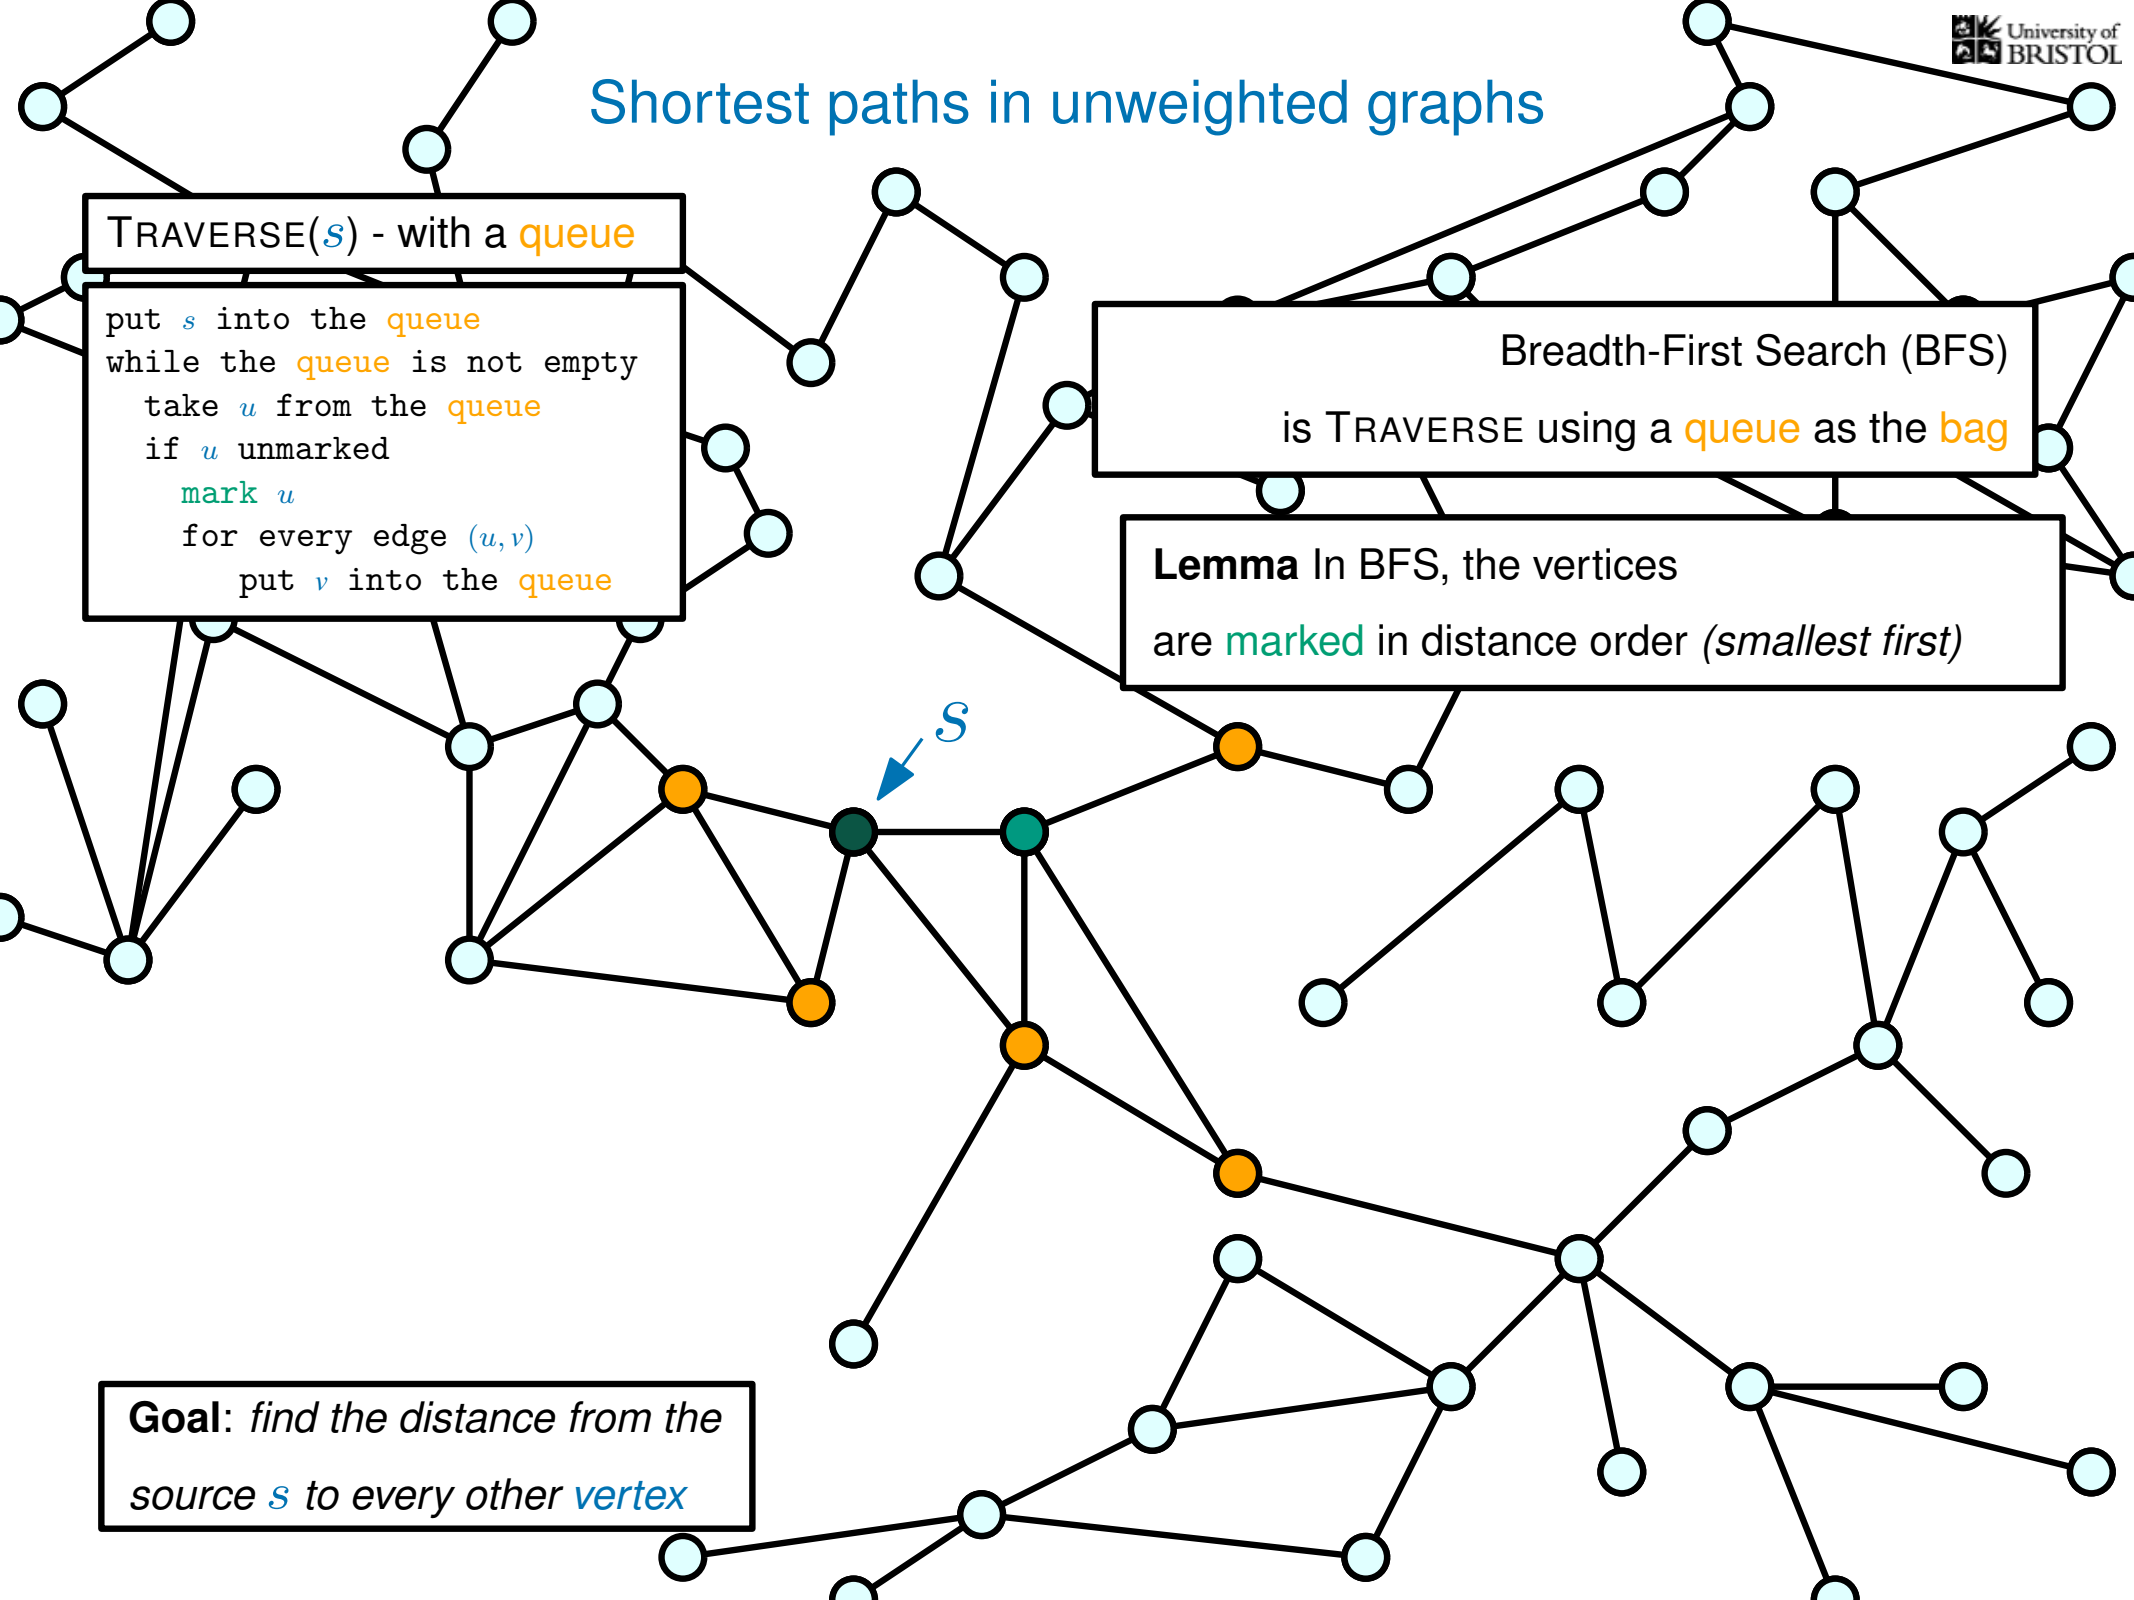 University of
BRISTOL
Shortest paths in unweighted graphs
TRAVERSE(s) - with a queue
put s into the queue
while the queue is not empty
take u from the queue
if u unmarked
mark u
for every edge (u, v)
put v into the queue
Breadth-First Search (BFS)
is TRAVERSE using a queue as the bag
Lemma In BFS, the vertices
are marked in distance order (smallest first)
s
Goal: find the distance from the
source s to every other vertex